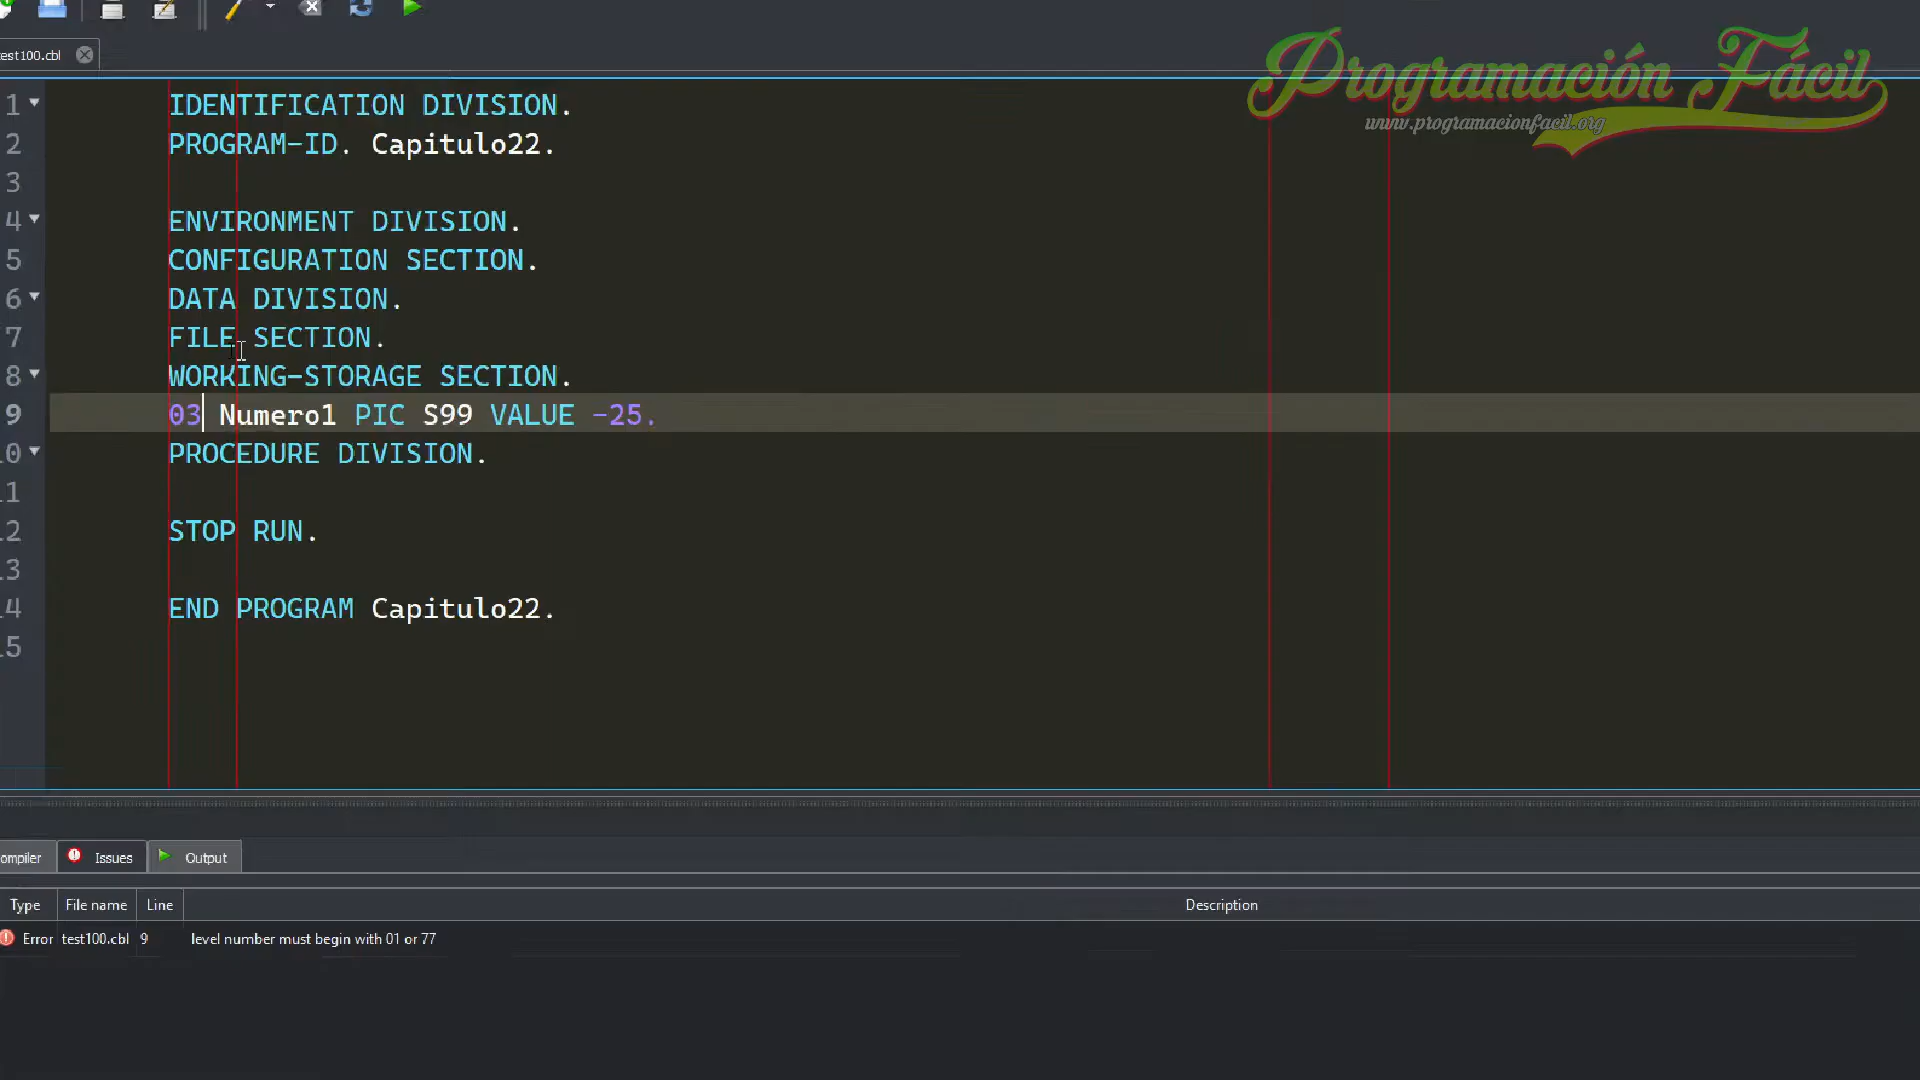 test100.cbl
Programación Fácil
www.programacionfacil.org
1 IDENTIFICATION DIVISION.
2 PROGRAM-ID. Capitulo22.
3
4 ENVIRONMENT DIVISION.
5 CONFIGURATION SECTION.
6 DATA DIVISION.
7 FILE SECTION.
8 WORKING-STORAGE SECTION.
9 03 Numero1 PIC S99 VALUE -25.
10 PROCEDURE DIVISION.
11
12 STOP RUN.
13
14 END PROGRAM Capitulo22.
15
ompiler Issues Output
Type File name Line Description
Error test100.cbl 9 level number must begin with 01 or 77